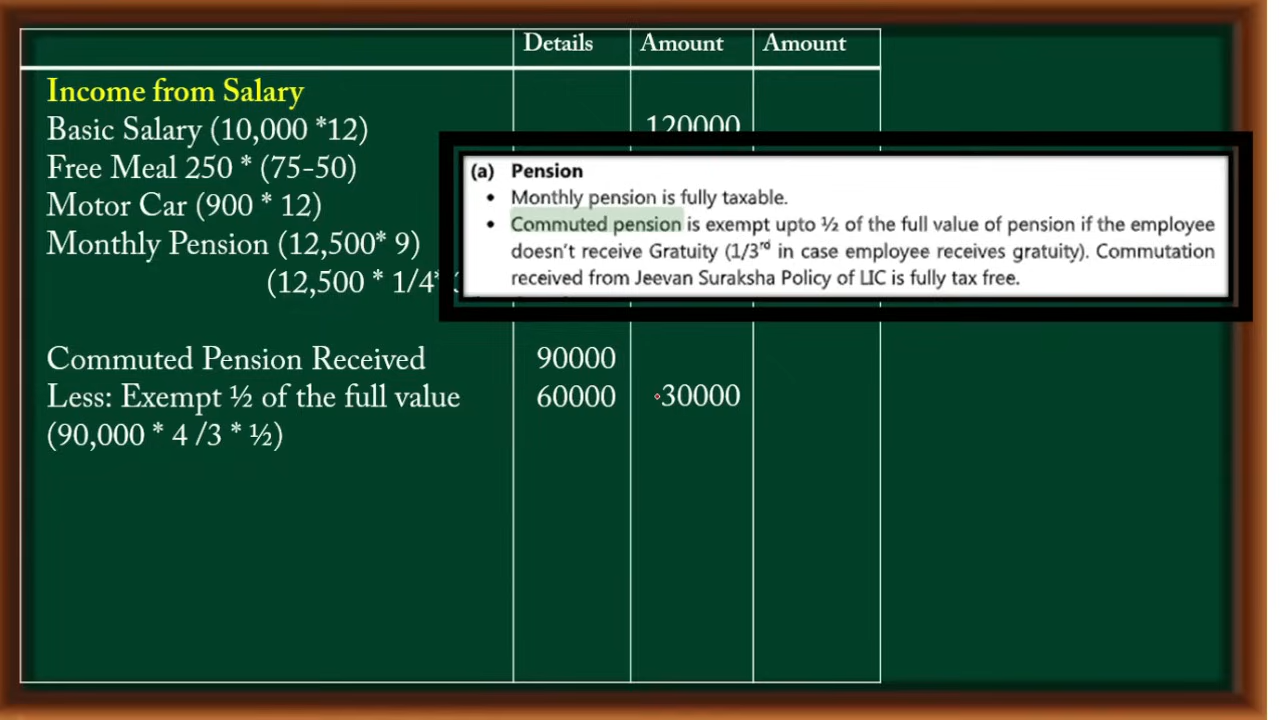 Details Amount Amount
Income from Salary
Basic Salary (10,000 *12) 120000
Free Meal 250 * (75-50)
Motor Car (900 * 12)
Monthly Pension (12,500* 9)
(12,500 * 1/4*
(a) Pension
• Monthly pension is fully taxable.
• Commuted pension is exempt upto ½ of the full value of pension if the employee
doesn't receive Gratuity (1/3rd in case employee receives gratuity). Commutation
received from Jeevan Suraksha Policy of LIC is fully tax free.
Commuted Pension Received 90000
Less: Exempt ½ of the full value 60000 30000
(90,000 * 4 /3 * ½)